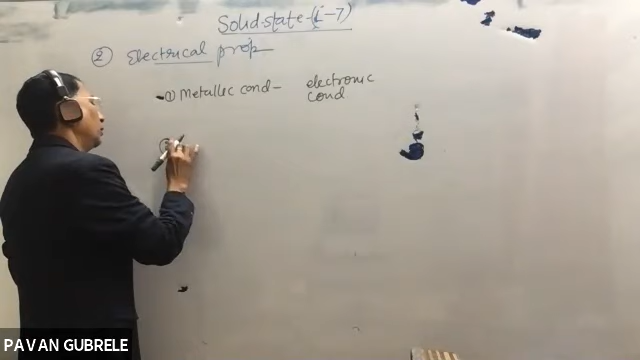 Solid state (L-7)
② Electrical prop
① Metallic cond - electronic
cond
PAVAN GUBRELE